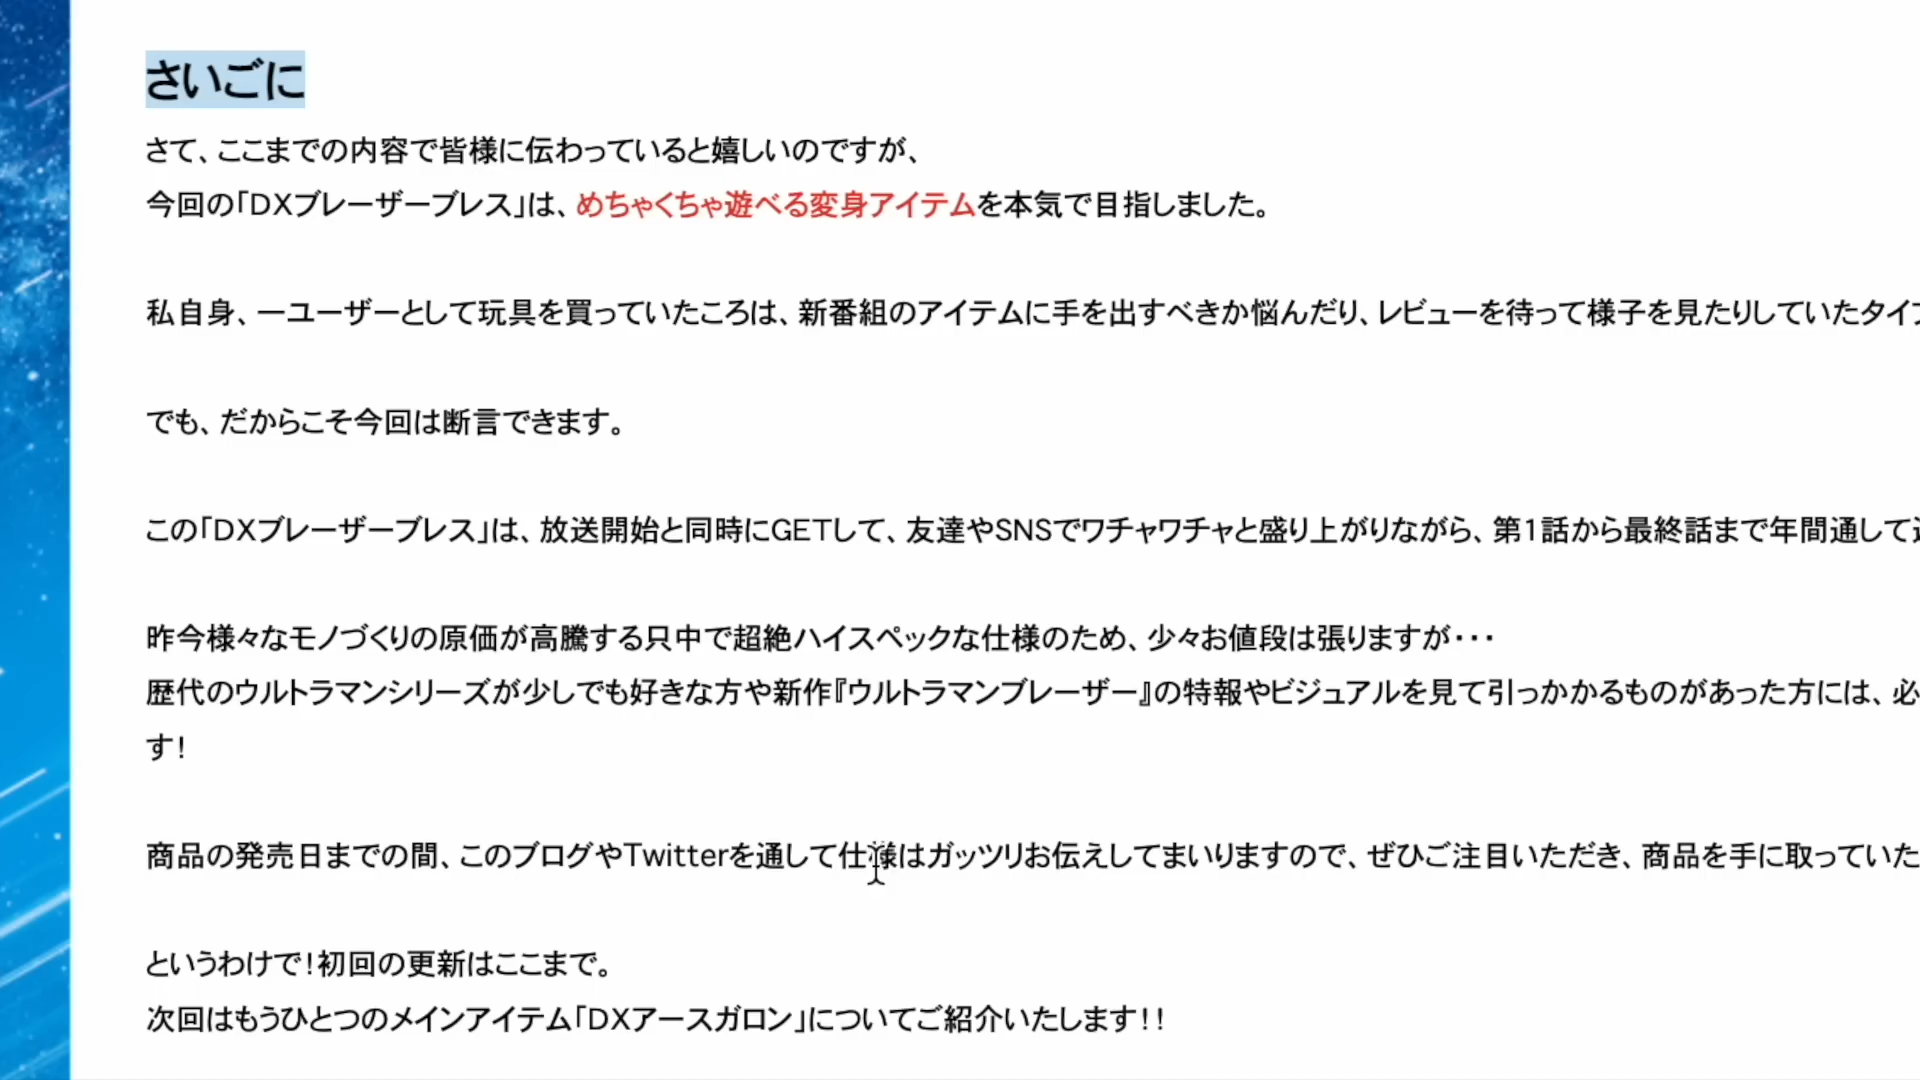 さいごに
さて、ここまでの内容で皆様に伝わっていると嬉しいのですが、
今回の「DXブレーザーブレス」は、めちゃくちゃ遊べる変身アイテムを本気で目指しました。
私自身、一ユーザーとして玩具を買っていたころは、新番組のアイテムに手を出すべきか悩んだり、レビューを待って様子を見たりしていたタイ
でも、だからこそ今回は断言できます。
この「DXブレーザーブレス」は、放送開始と同時にGETして、友達やSNSでワチャワチャと盛り上がりながら、第1話から最終話まで年間通して
昨今様々なモノづくりの原価が高騰する只中で超絶ハイスペックな仕様のため、少々お値段は張りますが・・・
歴代のウルトラマンシリーズが少しでも好きな方や新作『ウルトラマンブレーザー』の特報やビジュアルを見て引っかかるものがあった方には、必
す！
商品の発売日までの間、このブログやTwitterを通して仕様はガッツリお伝えしてまいりますので、ぜひご注目いただき、商品を手に取っていた
というわけで！初回の更新はここまで。
次回はもうひとつのメインアイテム「DXアースガロン」についてご紹介いたします！！